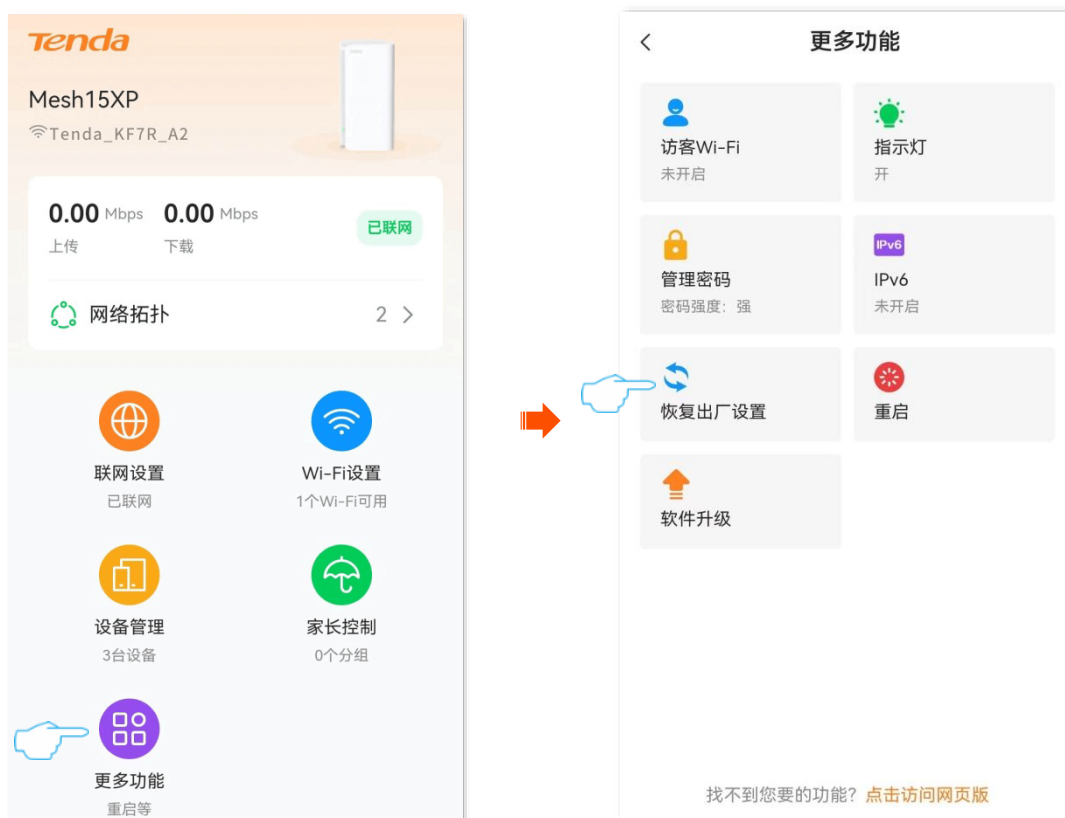 Tenda
Mesh15XP
Tenda_KF7R_A2
0.00 Mbps 0.00 Mbps
上传 下载
已联网
网络拓扑 2
联网设置
已联网
Wi-Fi设置
1个Wi-Fi可用
设备管理
3台设备
家长控制
0个分组
更多功能
重启等
更多功能
访客Wi-Fi
未开启
指示灯
开
管理密码
密码强度：强
IPv6
IPv6
未开启
恢复出厂设置
重启
软件升级
找不到您要的功能？点击访问网页版